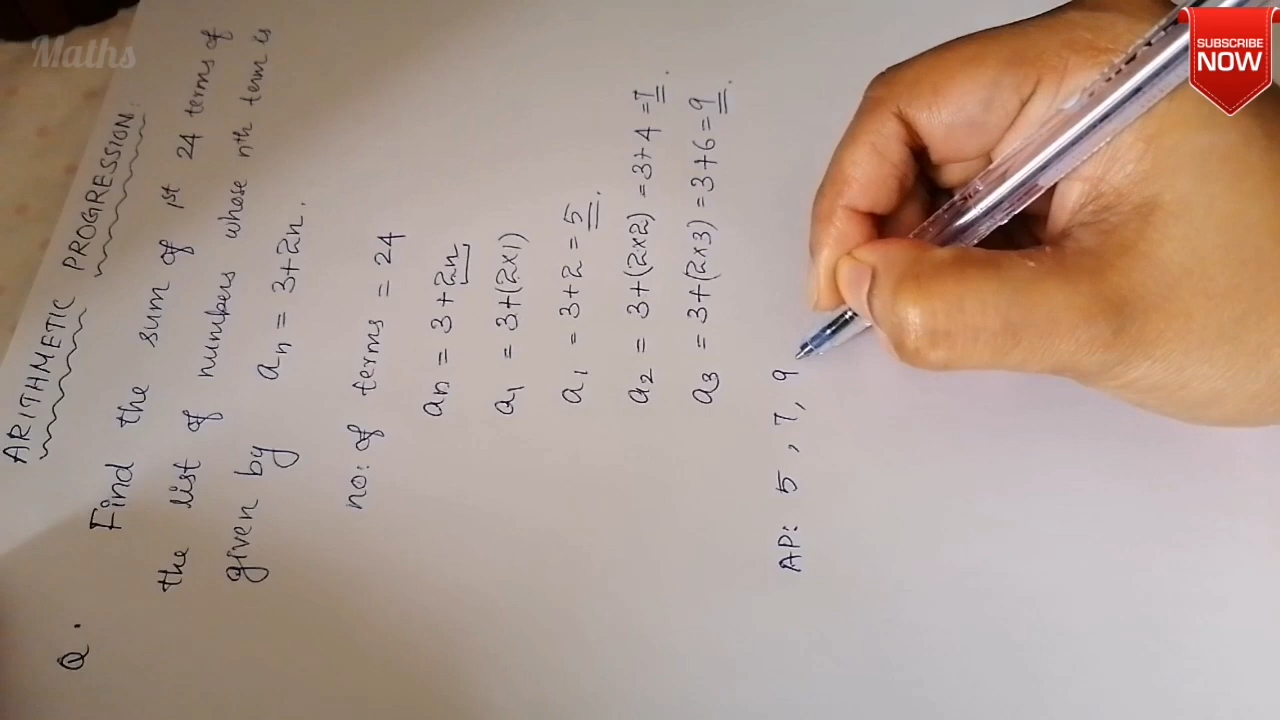 Maths
SUBSCRIBE
NOW
ARITHMETIC PROGRESSION:
Q. Find the sum of 1st 24 terms of
the list of numbers whose nth term is
given by an = 3+2n.
no: of terms = 24
an = 3 + 2n
a1 = 3+(2×1)
a1 = 3+2 = 5.
a2 = 3+(2×2) = 3+4 = 7.
a3 = 3+(2×3) = 3+6 = 9.
AP: 5 , 7, 9